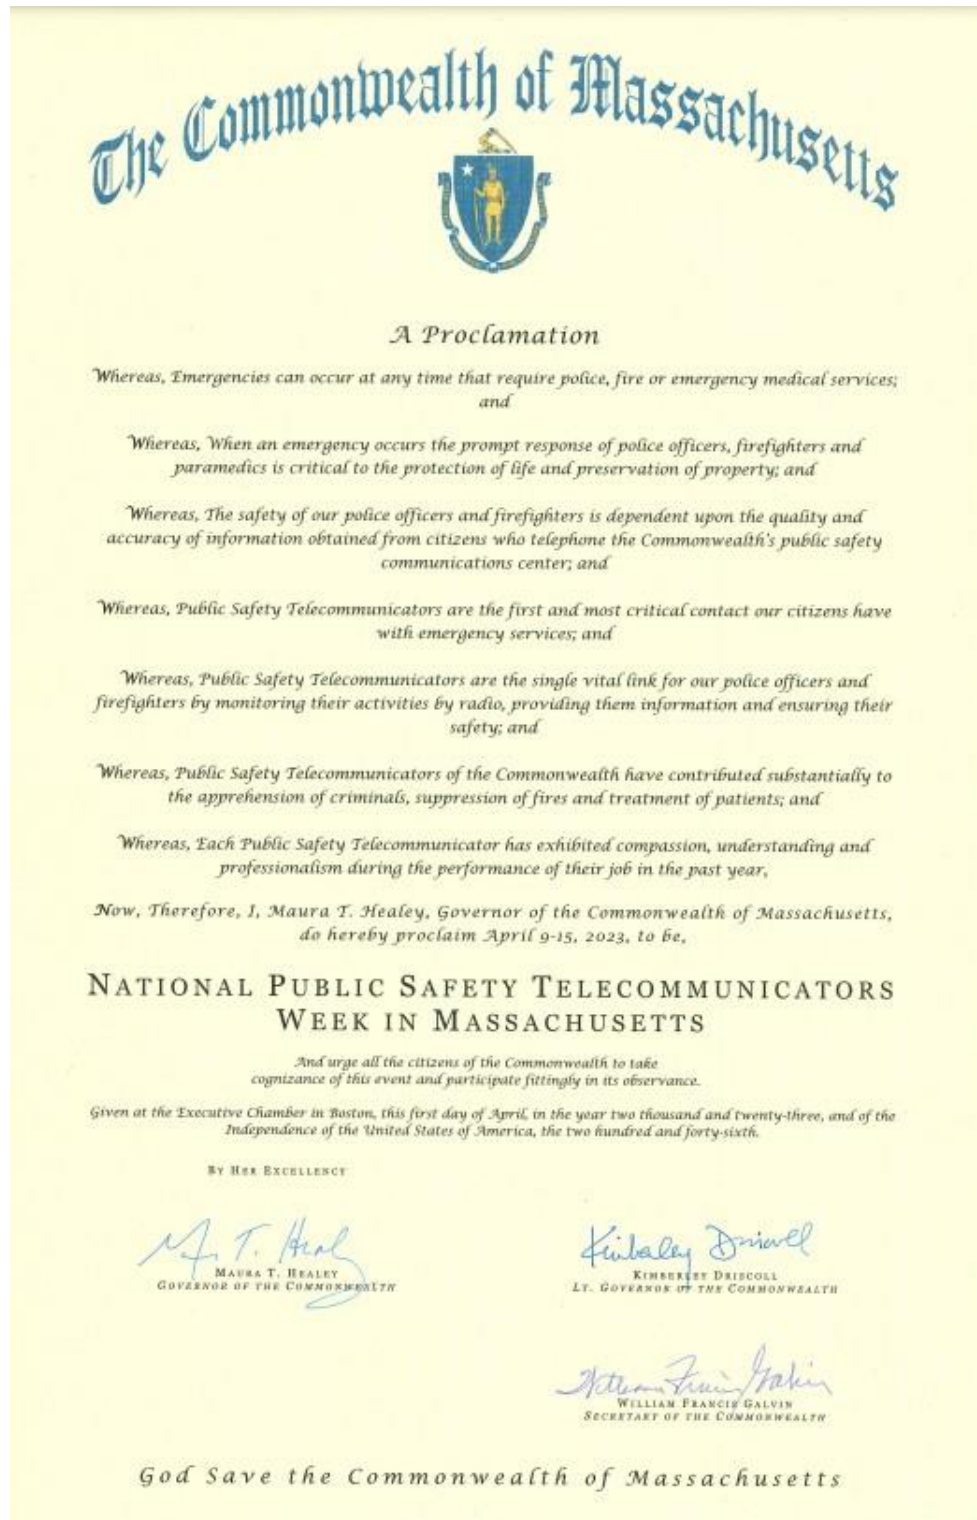 The Commonwealth of Massachusetts
A Proclamation
Whereas, Emergencies can occur at any time that require police, fire or emergency medical services;
and
Whereas, When an emergency occurs the prompt response of police officers, firefighters and
paramedics is critical to the protection of life and preservation of property; and
Whereas, The safety of our police officers and firefighters is dependent upon the quality and
accuracy of information obtained from citizens who telephone the Commonwealth's public safety
communications center; and
Whereas, Public Safety Telecommunicators are the first and most critical contact our citizens have
with emergency services; and
Whereas, Public Safety Telecommunicators are the single vital link for our police officers and
firefighters by monitoring their activities by radio, providing them information and ensuring their
safety; and
Whereas, Public Safety Telecommunicators of the Commonwealth have contributed substantially to
the apprehension of criminals, suppression of fires and treatment of patients; and
Whereas, Each Public Safety Telecommunicator has exhibited compassion, understanding and
professionalism during the performance of their job in the past year,
Now, Therefore, I, Maura T. Healey, Governor of the Commonwealth of Massachusetts,
do hereby proclaim April 9-15, 2023, to be,
NATIONAL PUBLIC SAFETY TELECOMMUNICATORS
WEEK IN MASSACHUSETTS
And urge all the citizens of the Commonwealth to take
cognizance of this event and participate fittingly in its observance.
Given at the Executive Chamber in Boston, this first day of April, in the year two thousand and twenty-three, and of the
Independence of the United States of America, the two hundred and forty-sixth.
BY HER EXCELLENCY
MAURA T. HEALEY
GOVERNOR OF THE COMMONWEALTH
Kimberley Driscoll
KIMBERLEY DRISCOLL
LT. GOVERNOR OF THE COMMONWEALTH
William Francis Galvin
WILLIAM FRANCIS GALVIN
SECRETARY OF THE COMMONWEALTH
God Save the Commonwealth of Massachusetts